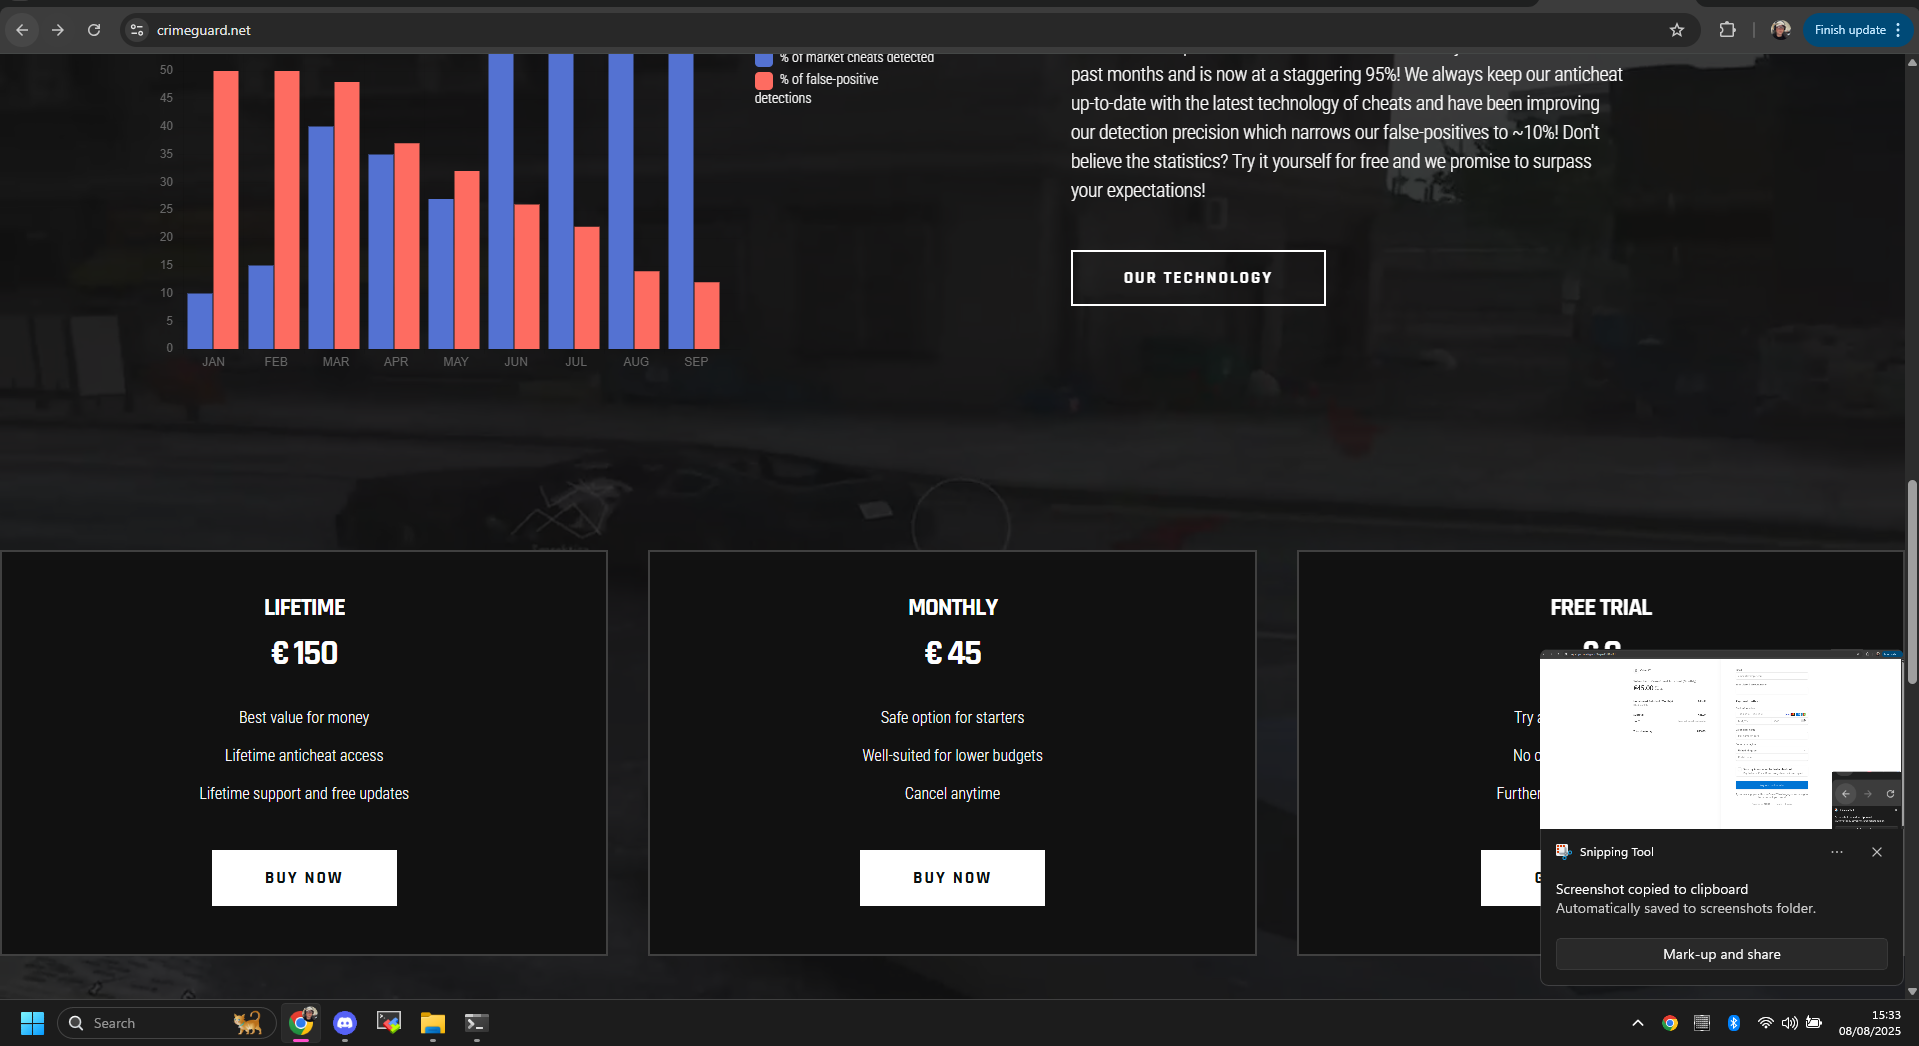 crimeguard.net
Finish update
% of market cheats detected
% of false-positive
detections
50
45
40
35
30
25
20
15
10
5
0
JAN FEB MAR APR MAY JUN JUL AUG SEP
past months and is now at a staggering 95%! We always keep our anticheat
up-to-date with the latest technology of cheats and have been improving
our detection precision which narrows our false-positives to ~10%! Don't
believe the statistics? Try it yourself for free and we promise to surpass
your expectations!
OUR TECHNOLOGY
LIFETIME
€ 150
Best value for money
Lifetime anticheat access
Lifetime support and free updates
BUY NOW
MONTHLY
€ 45
Safe option for starters
Well-suited for lower budgets
Cancel anytime
BUY NOW
FREE TRIAL
Try
No
Further
€45.00
Snipping Tool
Screenshot copied to clipboard
Automatically saved to screenshots folder.
Mark-up and share
Search
15:33
08/08/2025